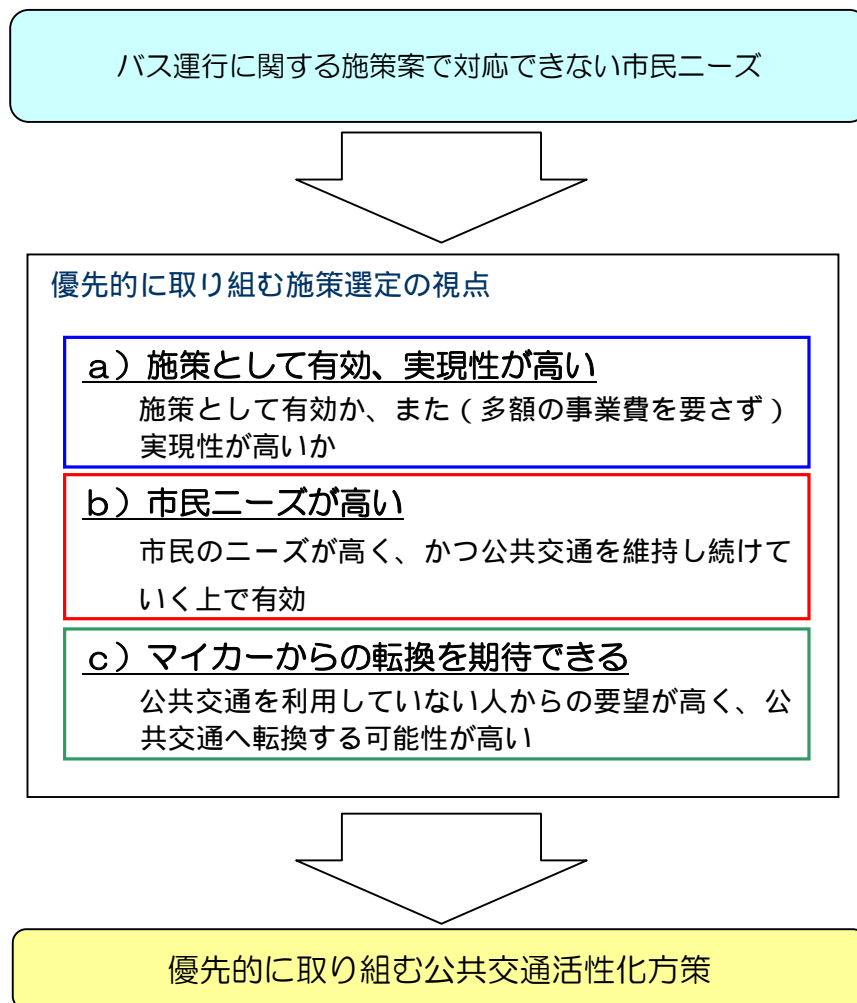 バス運行に関する施策案で対応できない市民ニーズ
優先的に取り組む施策選定の視点
a）施策として有効、実現性が高い
施策として有効か、また（多額の事業費を要さず）
実現性が高いか
b）市民ニーズが高い
市民のニーズが高く、かつ公共交通を維持し続けて
いく上で有効
c）マイカーからの転換を期待できる
公共交通を利用していない人からの要望が高く、公
共交通へ転換する可能性が高い
優先的に取り組む公共交通活性化方策